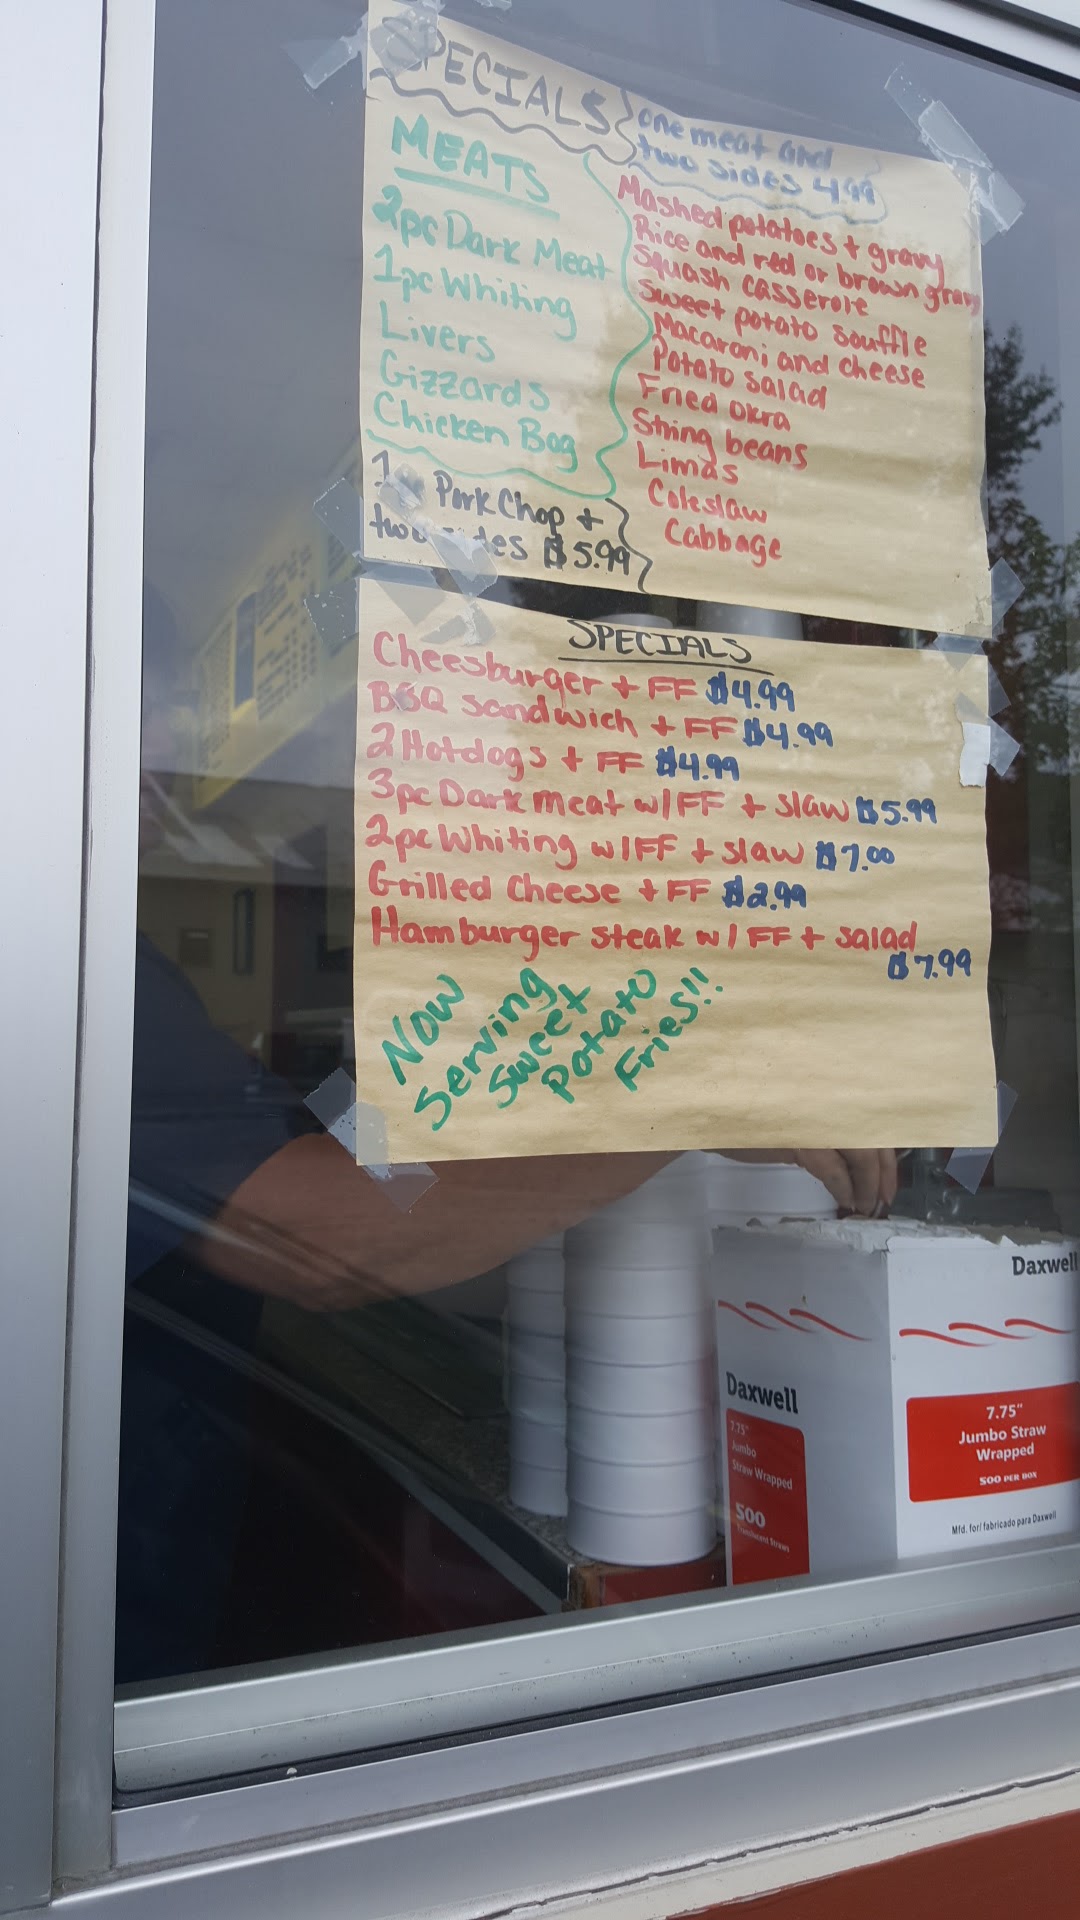 SPECIALS
one meat and
two sides 4.99
MEATS
2pc Dark Meat
1pc Whiting
Livers
Gizzards
Chicken Bog
Mashed potatoes + gravy
Rice and red or brown gravy
Squash casserole
Sweet potato souffle
Macaroni and cheese
Potato salad
Fried okra
String beans
Limas
Coleslaw
Cabbage
Pork Chop +
two sides $5.99
SPECIALS
Cheesburger + FF $4.99
BBQ sandwich + FF $4.99
2 Hotdogs + FF $4.99
3pc Dark meat w/FF + slaw $5.99
2pc Whiting w/FF + slaw $7.00
Grilled Cheese + FF $2.99
Hamburger steak w/ FF + salad
$7.99
NOW
Serving
Sweet
Potato
Fries!!
Daxwell
7.75"
Jumbo
Straw Wrapped
500
Translucent Straws
Daxwell
7.75"
Jumbo Straw
Wrapped
500 PER BOX
Mfd. for/ fabricado para Daxwell